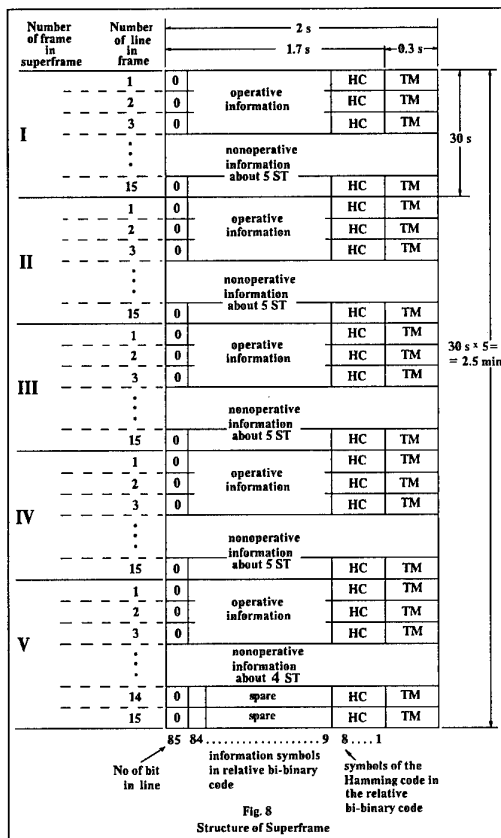 Number of frame in superframe
Number of line in frame
2 s
1.7 s
0.3 s
I
1 0 HC TM
2 0 operative information HC TM
3 0 HC TM
nonoperative information about 5 ST
15 0 HC TM
30 s
II
1 0 HC TM
2 0 operative information HC TM
3 0 HC TM
nonoperative information about 5 ST
15 0 HC TM
III
1 0 HC TM
2 0 operative information HC TM
3 0 HC TM
nonoperative information about 5 ST
15 0 HC TM
30 s × 5 =
= 2.5 min
IV
1 0 HC TM
2 0 operative information HC TM
3 0 HC TM
nonoperative information about 5 ST
15 0 HC TM
V
1 0 HC TM
2 0 operative information HC TM
3 0 HC TM
nonoperative information about 4 ST
14 0 spare HC TM
15 0 spare HC TM
85 84..................9 8....1
No of bit in line
information symbols in relative bi-binary code
symbols of the Hamming code in the relative bi-binary code
Fig. 8
Structure of Superframe